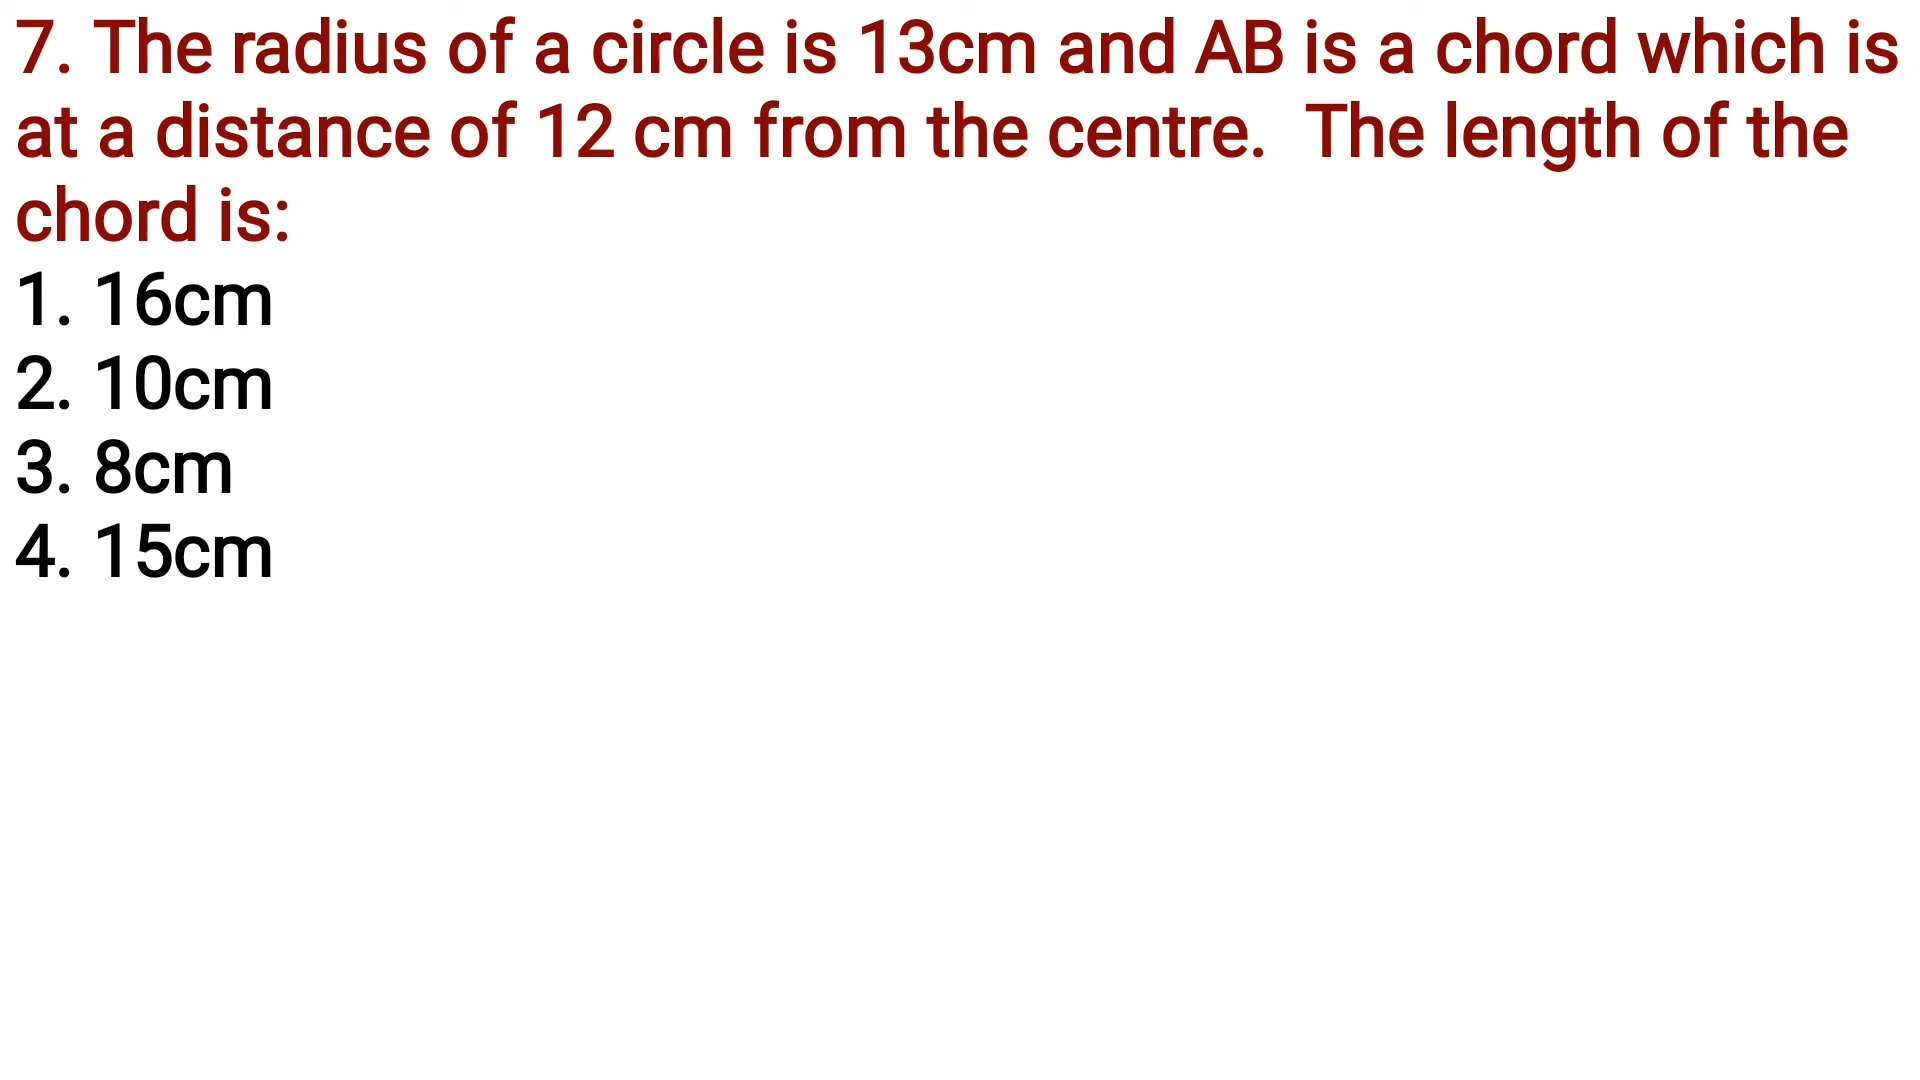 7. The radius of a circle is 13cm and AB is a chord which is
at a distance of 12 cm from the centre.  The length of the
chord is:
1. 16cm
2. 10cm
3. 8cm
4. 15cm